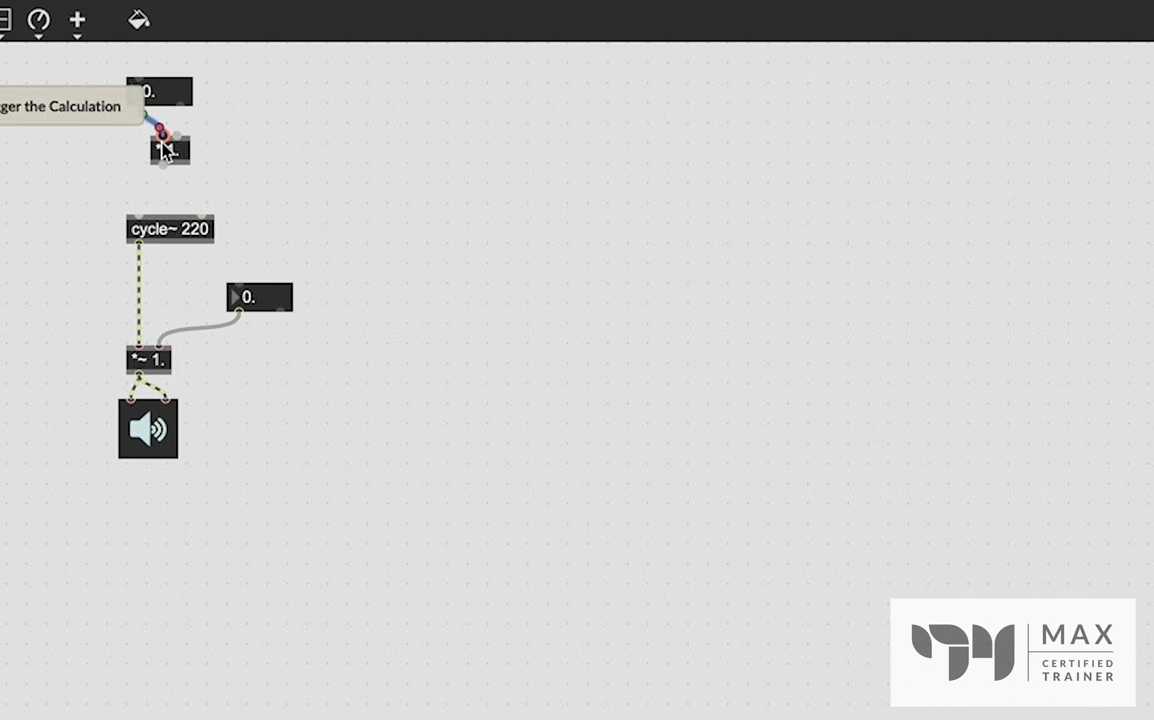 0.
ger the Calculation
cycle~ 220
0.
*~ 1.
MAX
CERTIFIED
TRAINER